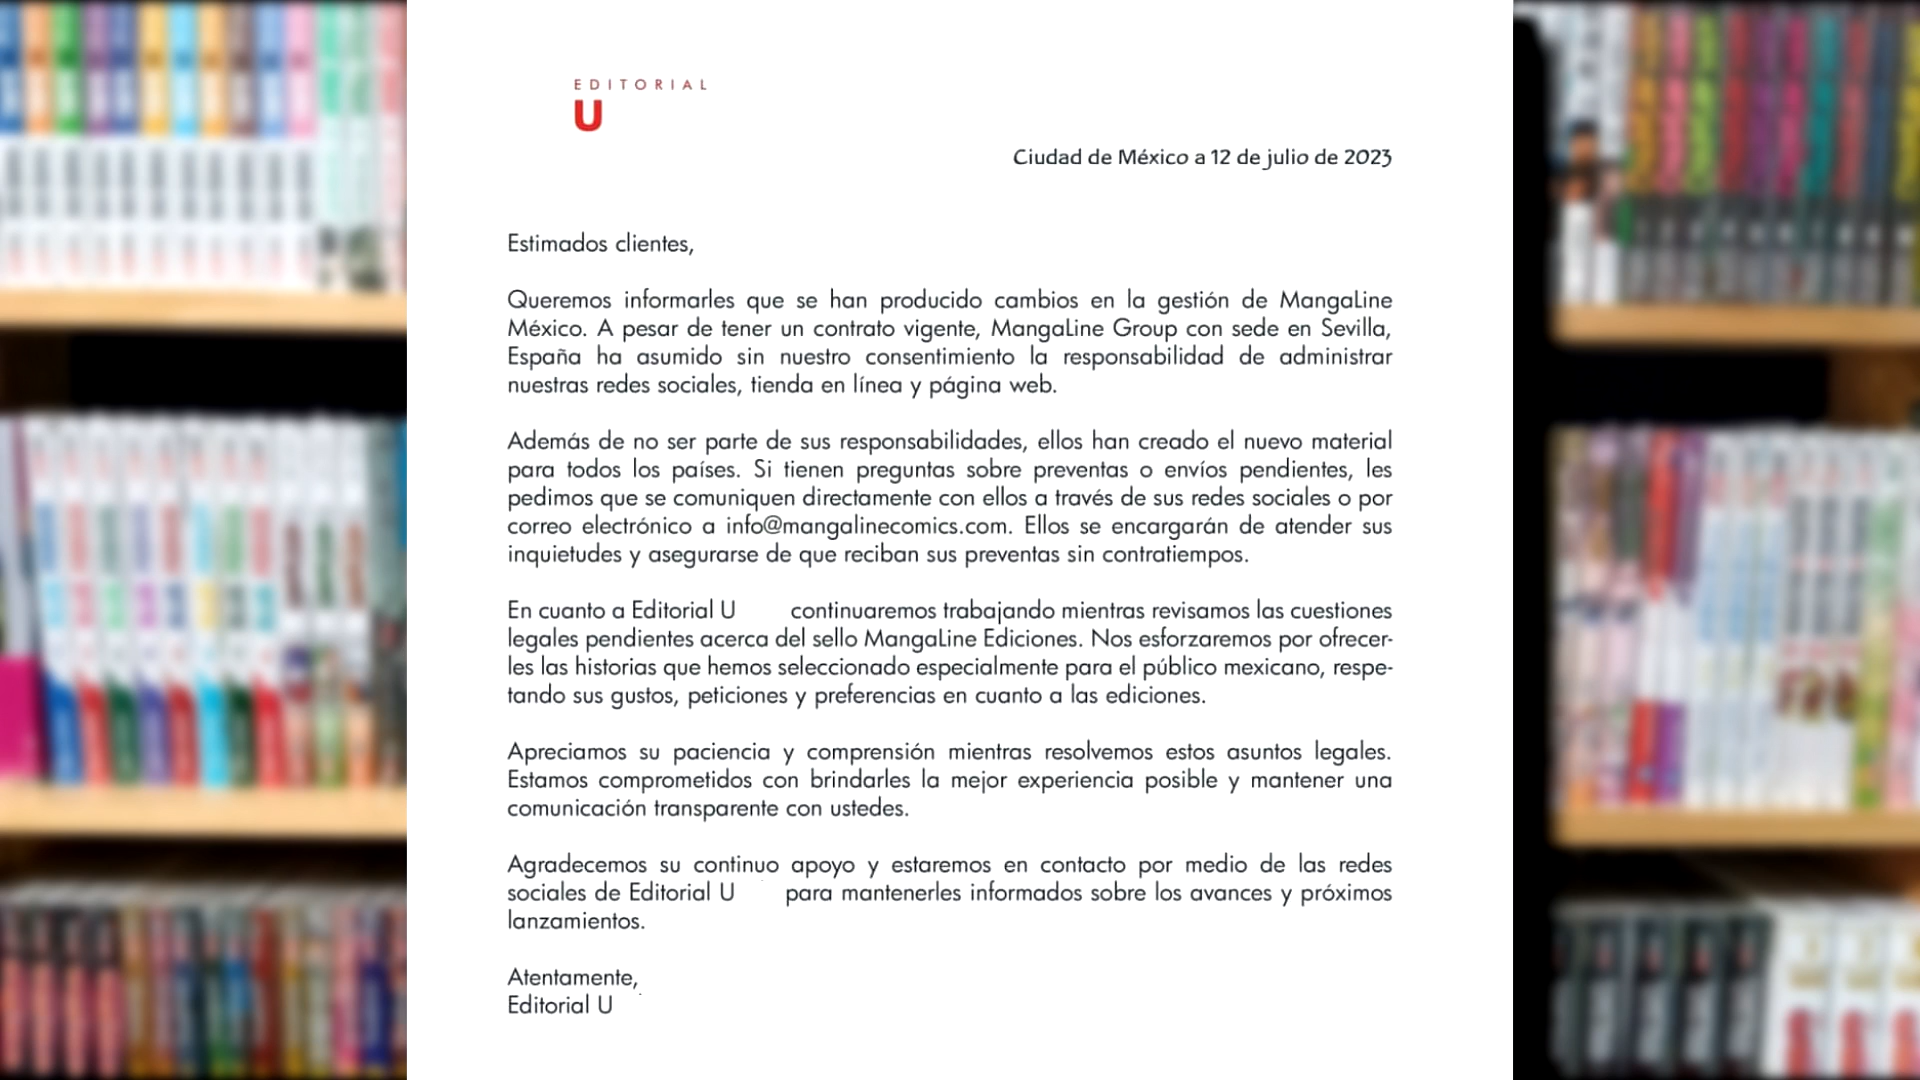 EDITORIAL
U
Ciudad de México a 12 de julio de 2023
Estimados clientes,
Queremos informarles que se han producido cambios en la gestión de MangaLine
México. A pesar de tener un contrato vigente, MangaLine Group con sede en Sevilla,
España ha asumido sin nuestro consentimiento la responsabilidad de administrar
nuestras redes sociales, tienda en línea y página web.
Además de no ser parte de sus responsabilidades, ellos han creado el nuevo material
para todos los países. Si tienen preguntas sobre preventas o envíos pendientes, les
pedimos que se comuniquen directamente con ellos a través de sus redes sociales o por
correo electrónico a info@mangalinecomics.com. Ellos se encargarán de atender sus
inquietudes y asegurarse de que reciban sus preventas sin contratiempos.
En cuanto a Editorial U continuaremos trabajando mientras revisamos las cuestiones
legales pendientes acerca del sello MangaLine Ediciones. Nos esforzaremos por ofrecer-
les las historias que hemos seleccionado especialmente para el público mexicano, respe-
tando sus gustos, peticiones y preferencias en cuanto a las ediciones.
Apreciamos su paciencia y comprensión mientras resolvemos estos asuntos legales.
Estamos comprometidos con brindarles la mejor experiencia posible y mantener una
comunicación transparente con ustedes.
Agradecemos su continuo apoyo y estaremos en contacto por medio de las redes
sociales de Editorial U para mantenerles informados sobre los avances y próximos
lanzamientos.
Atentamente,
Editorial U